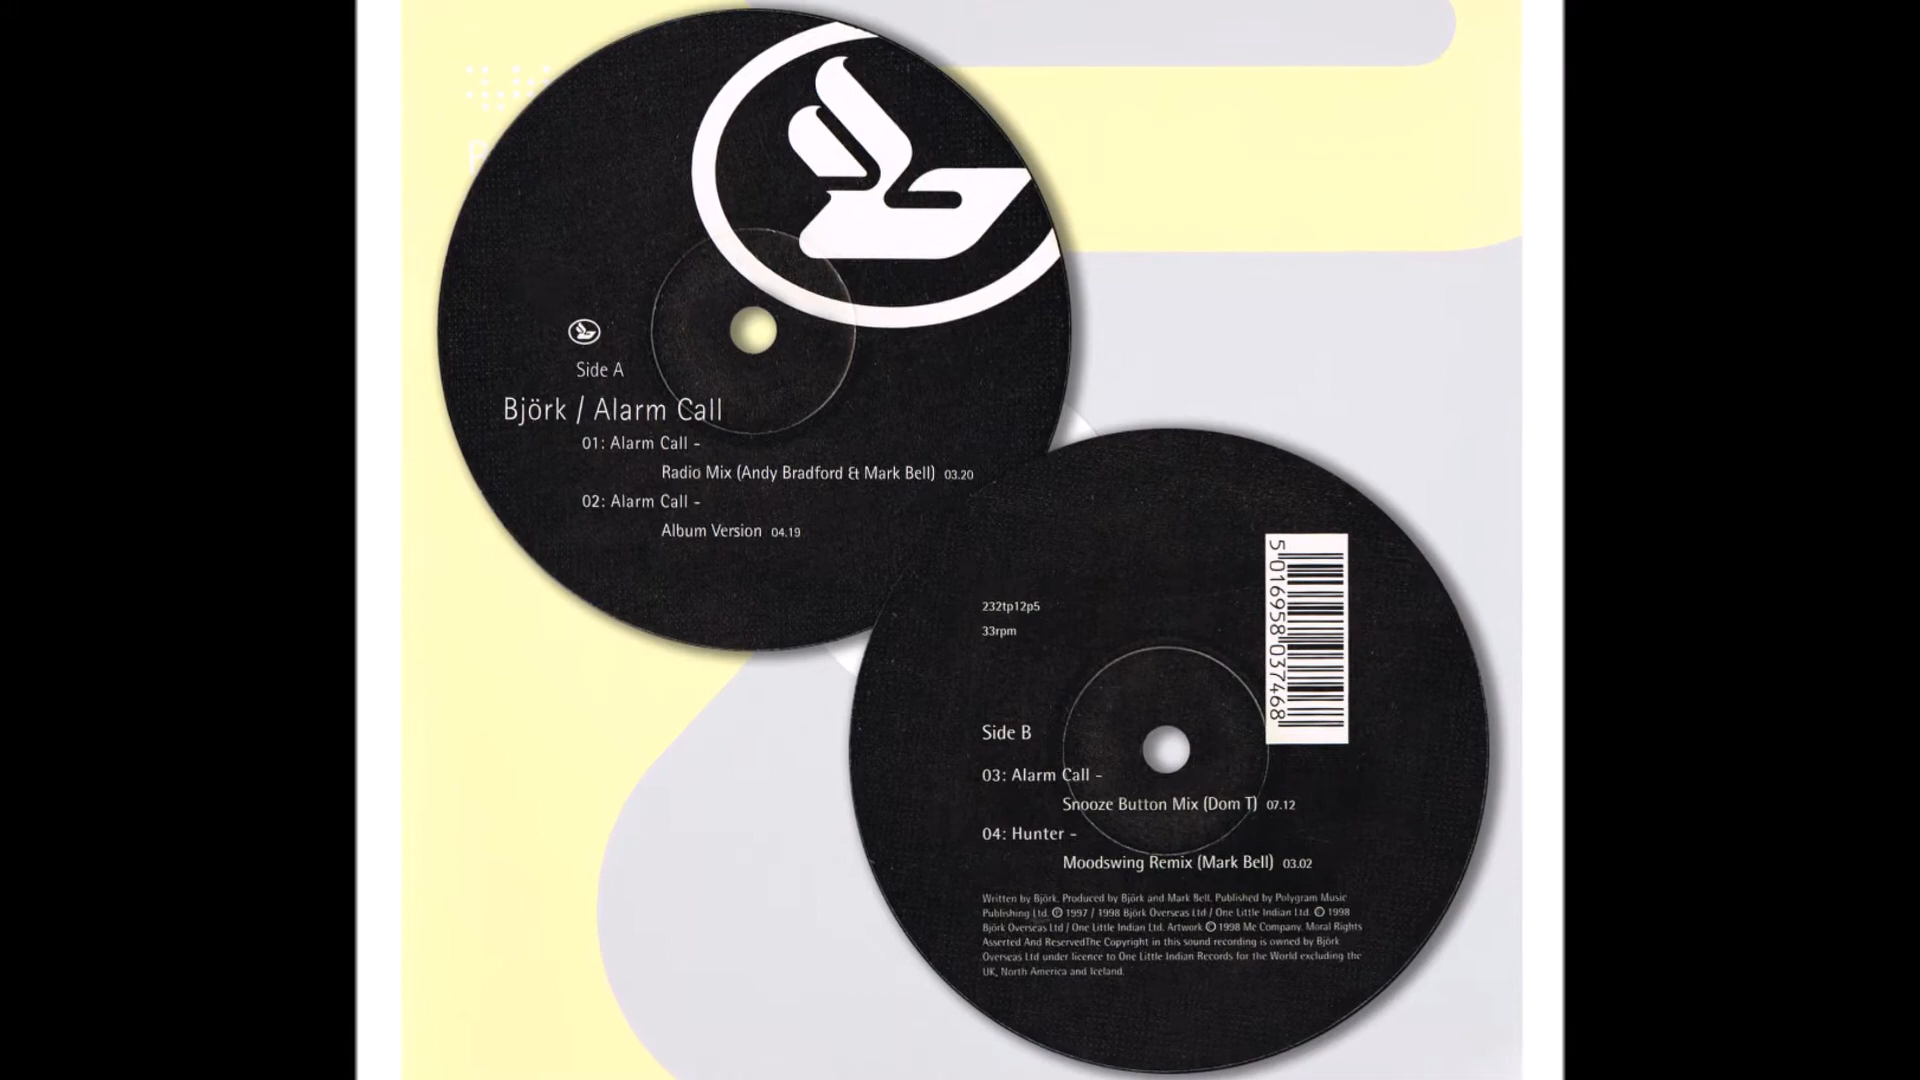 Side A
Björk / Alarm Call
01: Alarm Call -
Radio Mix (Andy Bradford & Mark Bell) 03.20
02: Alarm Call -
Album Version 04.19
232tp12p5
33rpm
5 016958 037468
Side B
03: Alarm Call -
Snooze Button Mix (Dom T) 07.12
04: Hunter -
Moodswing Remix (Mark Bell) 03.02
Written by Björk. Produced by Björk and Mark Bell. Published by Polygram Music
Publishing Ltd. ℗ 1997 / 1998 Björk Overseas Ltd / One Little Indian Ltd. © 1998
Björk Overseas Ltd / One Little Indian Ltd. Artwork © 1998 Me Company. Moral Rights
Asserted And ReservedThe Copyright in this sound recording is owned by Björk
Overseas Ltd under licence to One Little Indian Records for the World excluding the
UK, North America and Iceland.